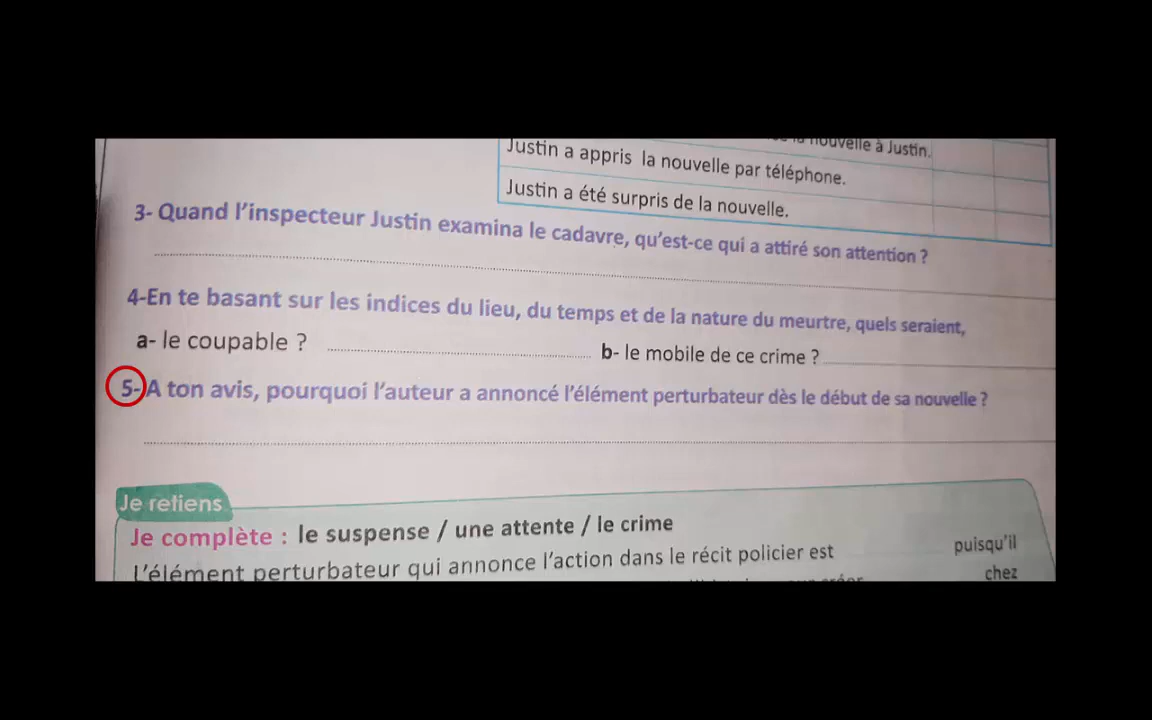 nouvelle à Justin.
Justin a appris la nouvelle par téléphone.
Justin a été surpris de la nouvelle.
3- Quand l'inspecteur Justin examina le cadavre, qu'est-ce qui a attiré son attention ?
4-En te basant sur les indices du lieu, du temps et de la nature du meurtre, quels seraient,
a- le coupable ? b- le mobile de ce crime ?
5- A ton avis, pourquoi l'auteur a annoncé l'élément perturbateur dès le début de sa nouvelle ?
Je retiens
Je complète : le suspense / une attente / le crime
L'élément perturbateur qui annonce l'action dans le récit policier est puisqu'il
chez